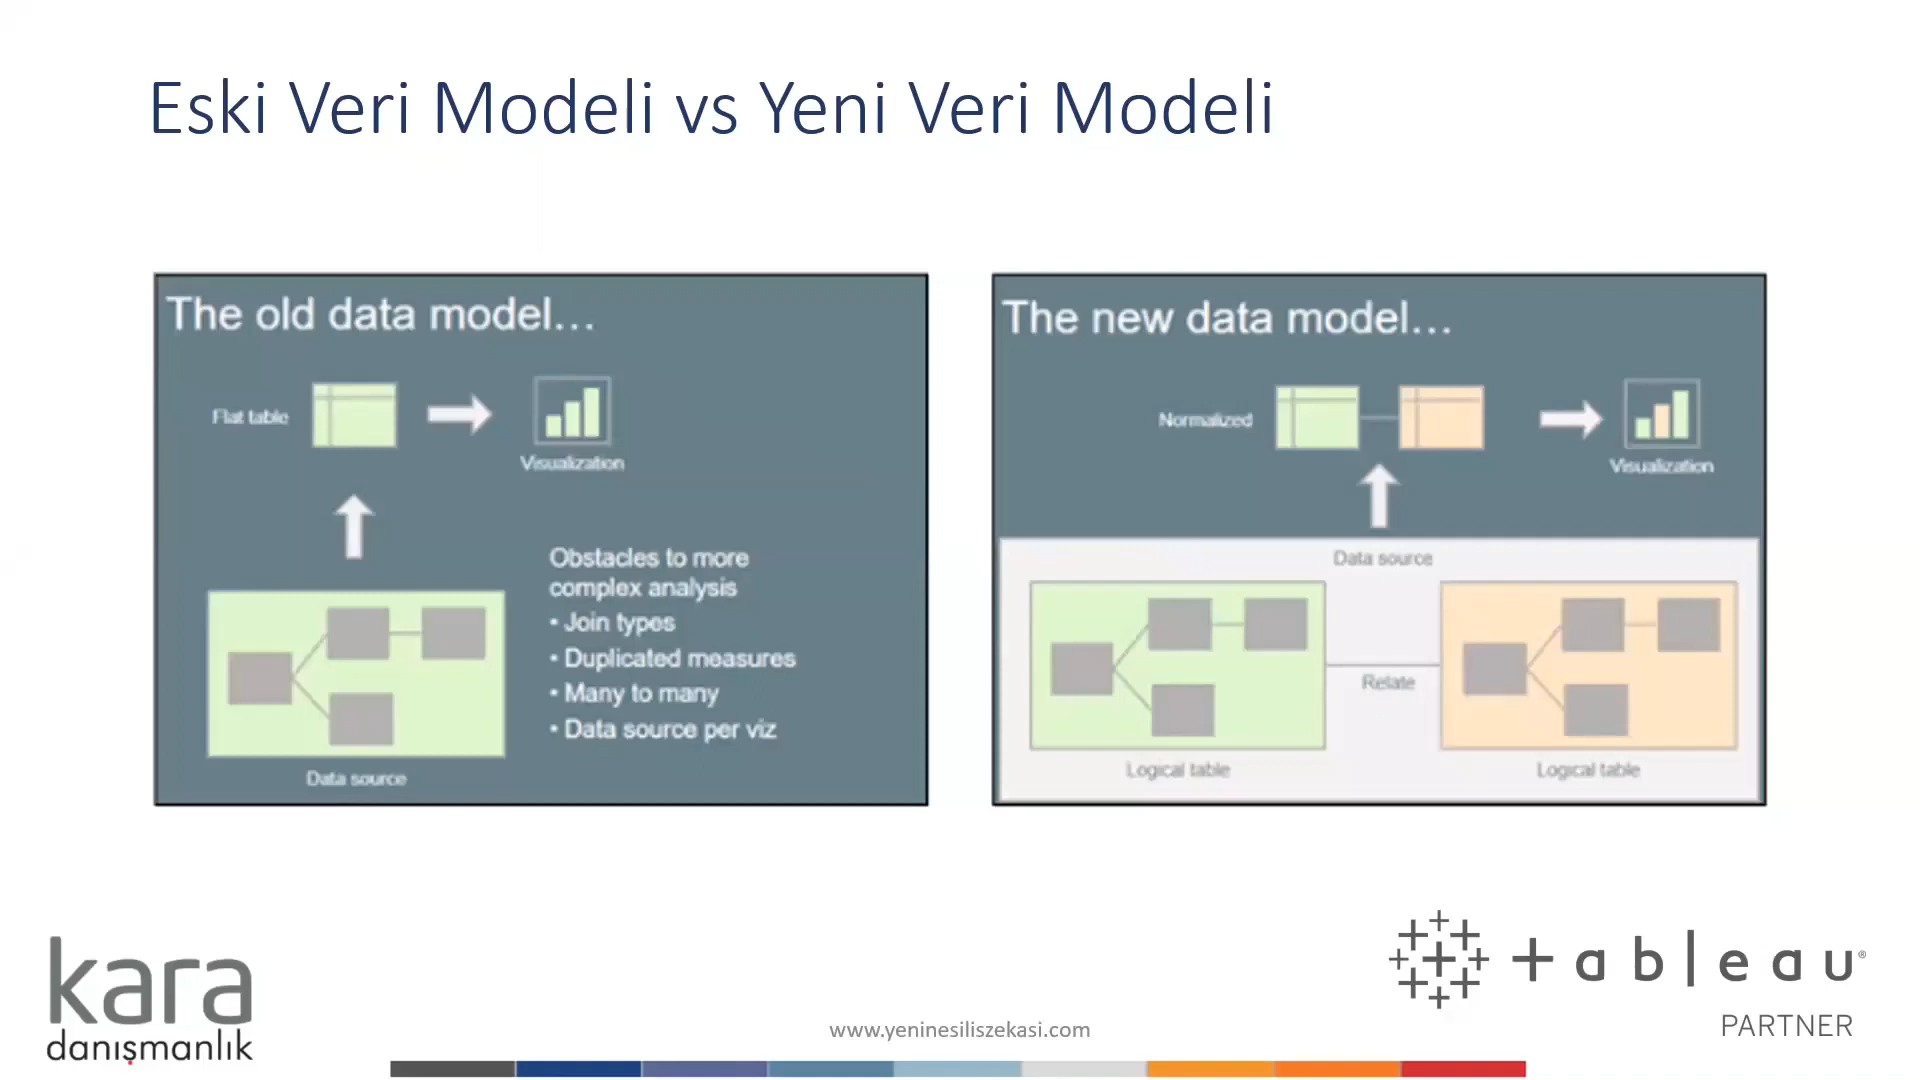 Eski Veri Modeli vs Yeni Veri Modeli
The old data model...
Flat table
Visualization
Obstacles to more
complex analysis
• Join types
• Duplicated measures
• Many to many
• Data source per viz
Data source
The new data model...
Normalized
Visualization
Data source
Relate
Logical table
Logical table
kara
danışmanlık
www.yeninesiliszekasi.com
+ableau®
PARTNER